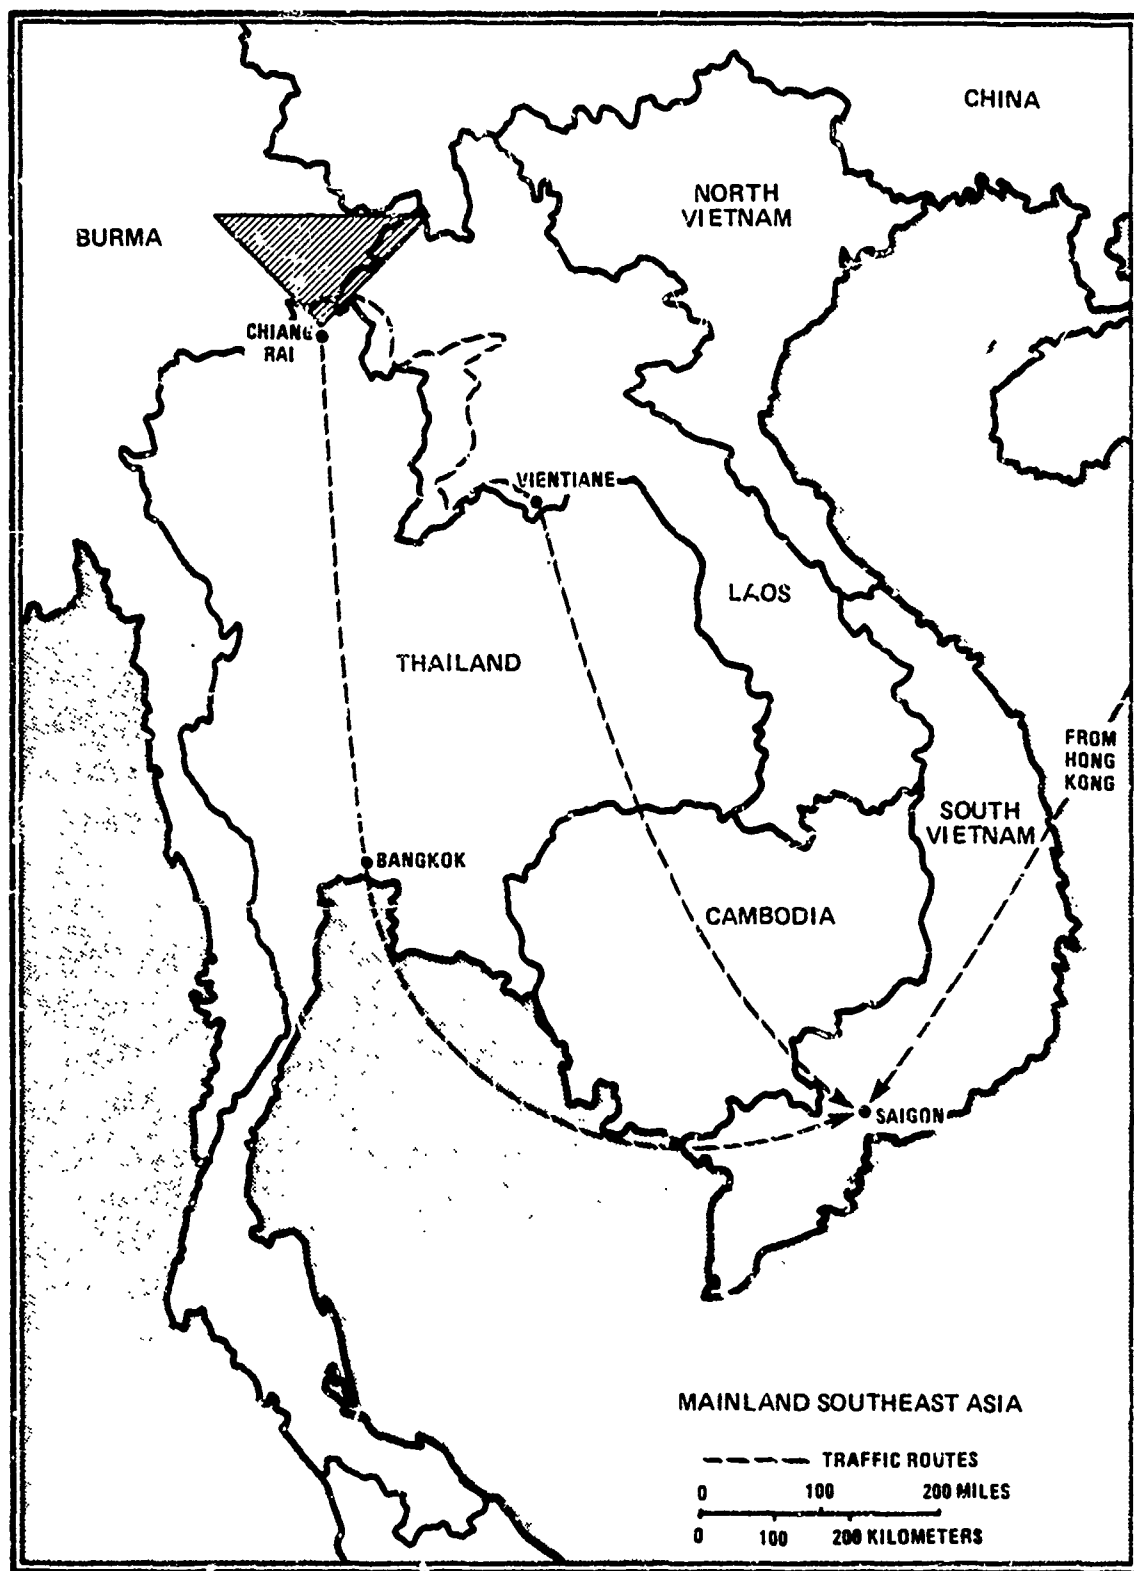 CHINA
NORTH
VIETNAM
BURMA
CHIANG
RAI
VIENTIANE
LAOS
THAILAND
FROM
HONG
KONG
SOUTH
VIETNAM
BANGKOK
CAMBODIA
SAIGON
MAINLAND SOUTHEAST ASIA
TRAFFIC ROUTES
0 100 200 MILES
0 100 200 KILOMETERS